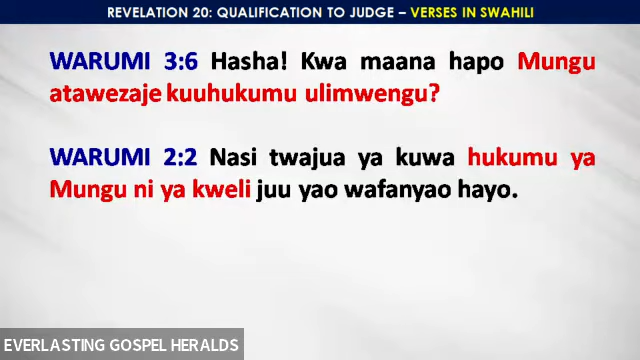 REVELATION 20: QUALIFICATION TO JUDGE – VERSES IN SWAHILI
WARUMI 3:6 Hasha! Kwa maana hapo Mungu
atawezaje kuuhukumu ulimwengu?
WARUMI 2:2 Nasi twajua ya kuwa hukumu ya
Mungu ni ya kweli juu yao wafanyao hayo.
EVERLASTING GOSPEL HERALDS